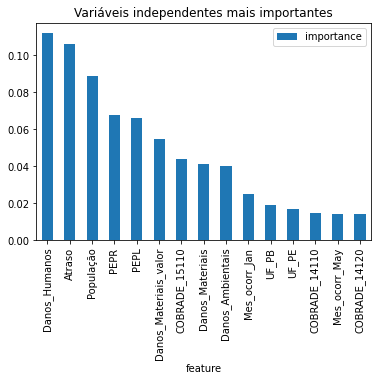 Variáveis independentes mais importantes
importance
0.10
0.08
0.06
0.04
0.02
0.00
Danos_Humanos
Atraso
População
PEPR
PEPL
Danos_Materiais_valor
COBRADE_15110
Danos_Materiais
Danos_Ambientais
Mes_ocorr_Jan
UF_PB
UF_PE
COBRADE_14110
Mes_ocorr_May
COBRADE_14120
feature